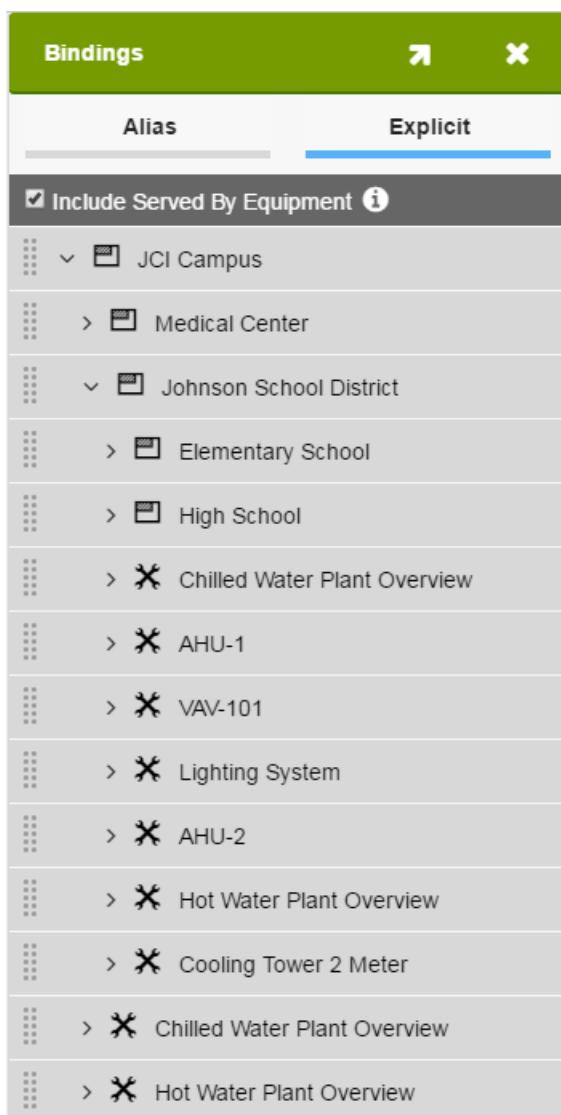 Bindings
Alias
Explicit
Include Served By Equipment
JCI Campus
Medical Center
Johnson School District
Elementary School
High School
Chilled Water Plant Overview
AHU-1
VAV-101
Lighting System
AHU-2
Hot Water Plant Overview
Cooling Tower 2 Meter
Chilled Water Plant Overview
Hot Water Plant Overview